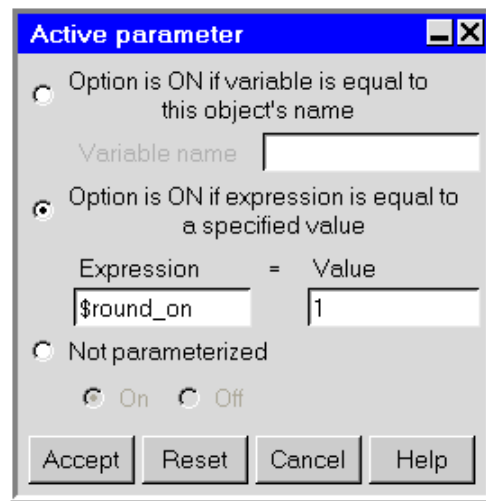 Active parameter
Option is ON if variable is equal to
this object's name
Variable name
Option is ON if expression is equal to
a specified value
Expression = Value
$round_on 1
Not parameterized
On Off
Accept Reset Cancel Help